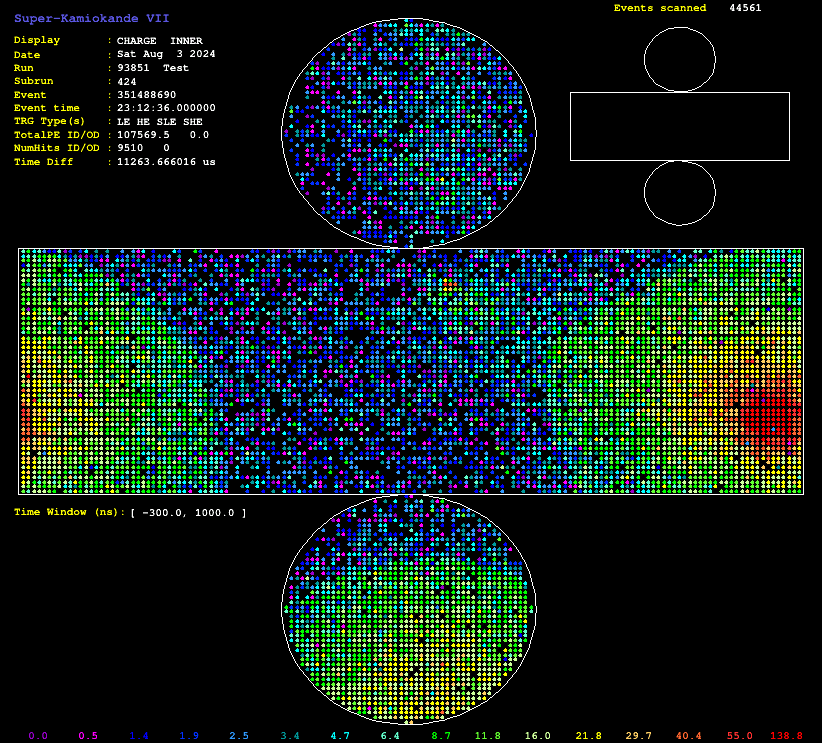 Super-Kamiokande VII
Events scanned 44561
Display : CHARGE INNER
Date : Sat Aug 3 2024
Run : 93851 Test
Subrun : 424
Event : 351488690
Event time : 23:12:36.000000
TRG Type(s) : LE HE SLE SHE
TotalPE ID/OD : 107569.5 0.0
NumHits ID/OD : 9510 0
Time Diff : 11263.666016 us
Time Window (ns): [ -300.0, 1000.0 ]
0.0 0.5 1.4 1.9 2.5 3.4 4.7 6.4 8.7 11.8 16.0 21.8 29.7 40.4 55.0 138.8